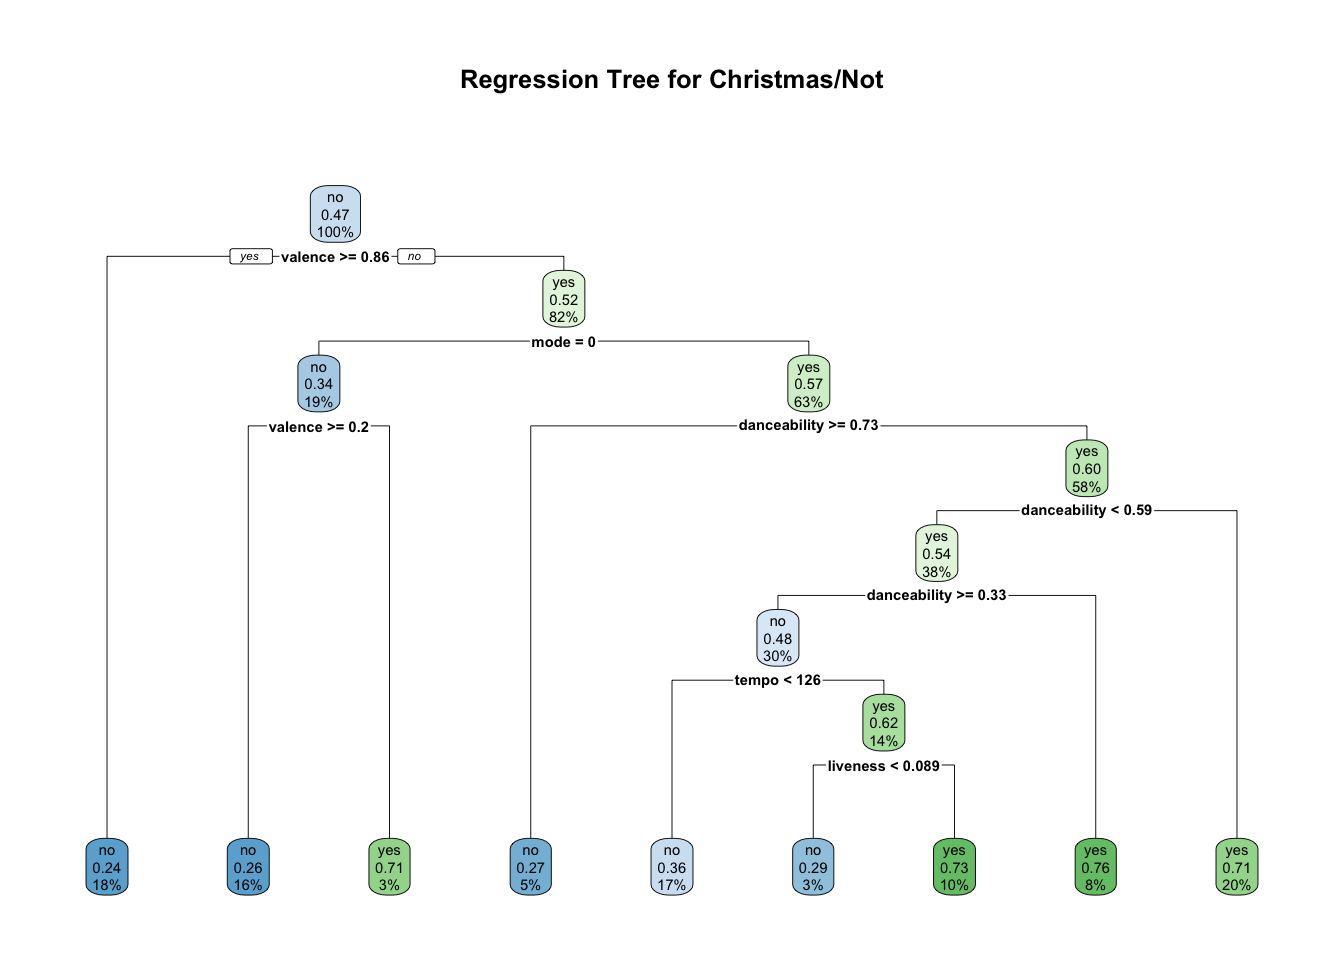 Regression Tree for Christmas/Not
no
0.47
100%
yes valence >= 0.86 no
yes
0.52
82%
mode = 0
no
0.34
19%
yes
0.57
63%
valence >= 0.2
danceability >= 0.73
yes
0.60
58%
danceability < 0.59
yes
0.54
38%
danceability >= 0.33
no
0.48
30%
tempo < 126
yes
0.62
14%
liveness < 0.089
no
0.24
18%
no
0.26
16%
yes
0.71
3%
no
0.27
5%
no
0.36
17%
no
0.29
3%
yes
0.73
10%
yes
0.76
8%
yes
0.71
20%